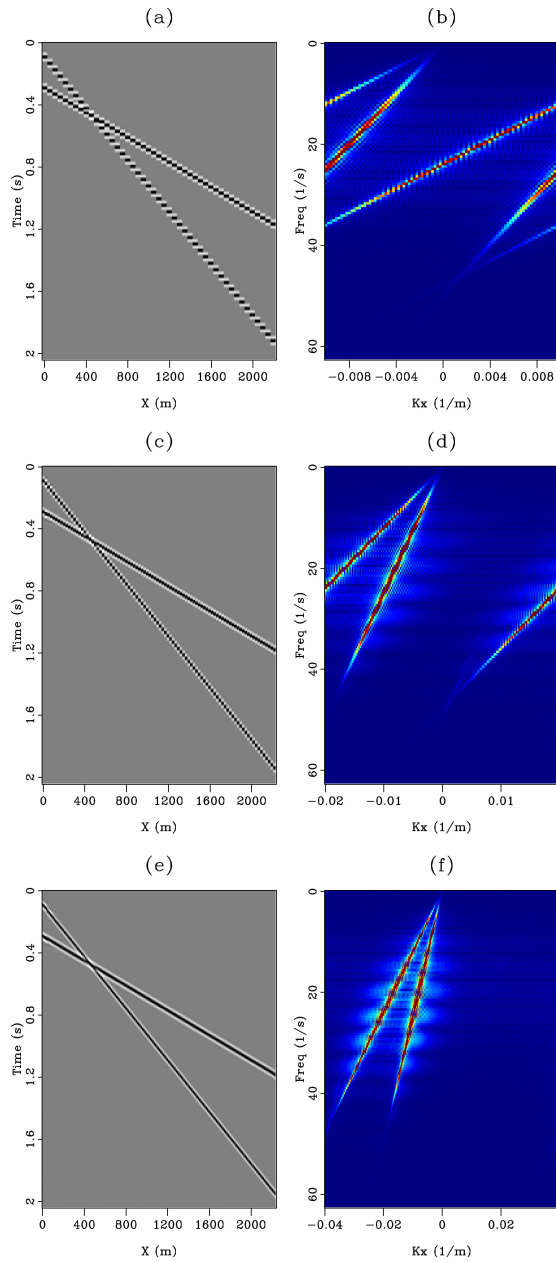 (a) (b)
0 0.4 0.8 1.2 1.6 2
Time (s)
0 400 800 1200 1600 2000
X (m)
0 20 40 60
Freq (1/s)
−0.008 −0.004 0 0.004 0.008
Kx (1/m)
(c) (d)
0 0.4 0.8 1.2 1.6 2
Time (s)
0 400 800 1200 1600 2000
X (m)
0 20 40 60
Freq (1/s)
−0.02 −0.01 0 0.01
Kx (1/m)
(e) (f)
0 0.4 0.8 1.2 1.6 2
Time (s)
0 400 800 1200 1600 2000
X (m)
0 20 40 60
Freq (1/s)
−0.04 −0.02 0 0.02
Kx (1/m)